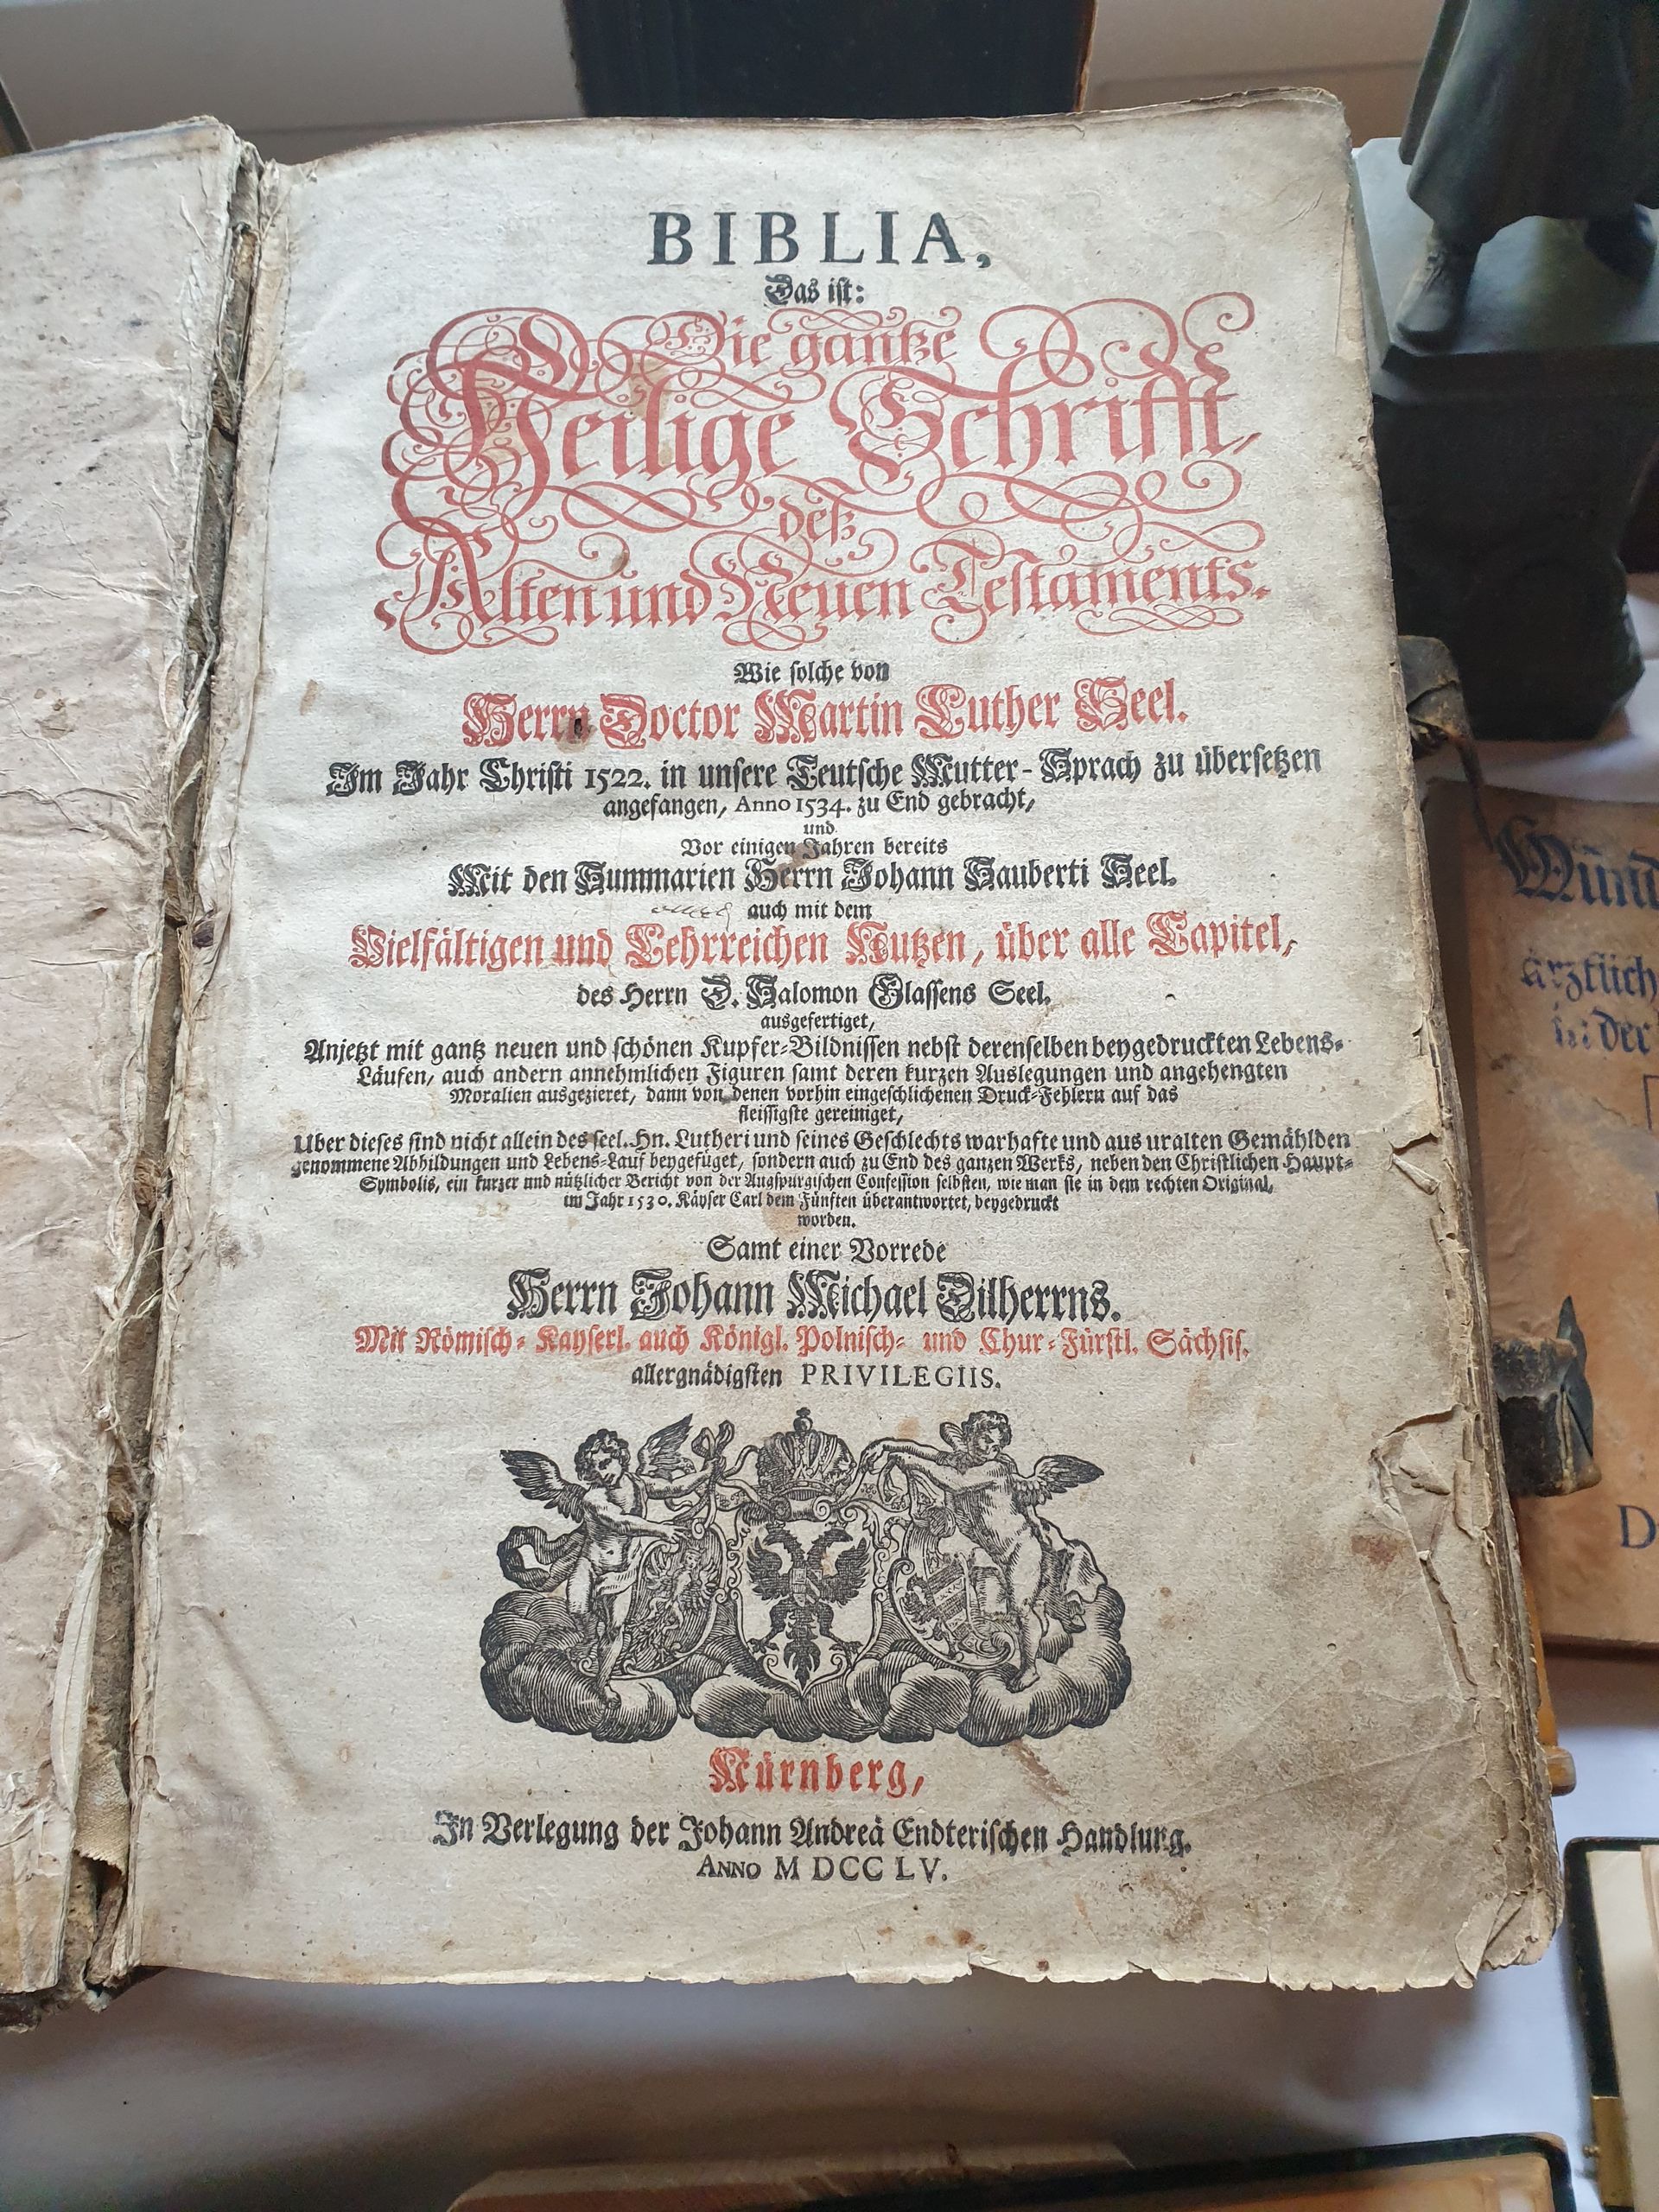 BIBLIA,
Das ist:
Die gantze
Heilige Schrifft,
deß
Alten und Neuen Testaments.
Wie solche von
Herrn Doctor Martin Luther Seel.
Im Jahr Christi 1522. in unsere Teutsche Mutter-Sprach zu übersetzen
angefangen, Anno 1534. zu End gebracht,
und
Vor einigen Jahren bereits
Mit den Summarien Herrn Johann Sauberti Seel.
auch mit dem
Vielfältigen und Lehrreichen Nutzen, über alle Capitel,
des Herrn D. Salomon Glassens Seel.
ausgefertiget,
Anjetzt mit gantz neuen und schönen Kupfer-Bildnissen nebst derenselben beygedruckten Lebens-
Läufen, auch andern annehmlichen Figuren samt deren kurzen Auslegungen und angehengten
Moralien ausgezieret, dann von denen vorhin eingeschlichenen Druck-Fehlern auf das
fleissigste gereiniget,
Uber dieses sind nicht allein des seel. Hn. Lutheri und seines Geschlechts warhafte und aus uralten Gemählden
genommene Abbildungen und Lebens-Lauf beygefüget, sondern auch zu End des ganzen Werks, neben den Christlichen Haupt-
Symbolis, ein kurzer und nützlicher Bericht von der Augspurgischen Confession selbsten, wie man sie in dem rechten Original,
im Jahr 1530. Käyser Carl dem Fünften überantwortet, beygedruckt
worden.
Samt einer Vorrede
Herrn Johann Michael Dilherrns.
Mit Römisch-Kayserl. auch Königl. Polnisch- und Chur-Fürstl. Sächsis.
allergnädigsten PRIVILEGIIS.
Nürnberg,
In Verlegung der Johann Andreä Endterischen Handlung.
ANNO M DCC LV.
in der